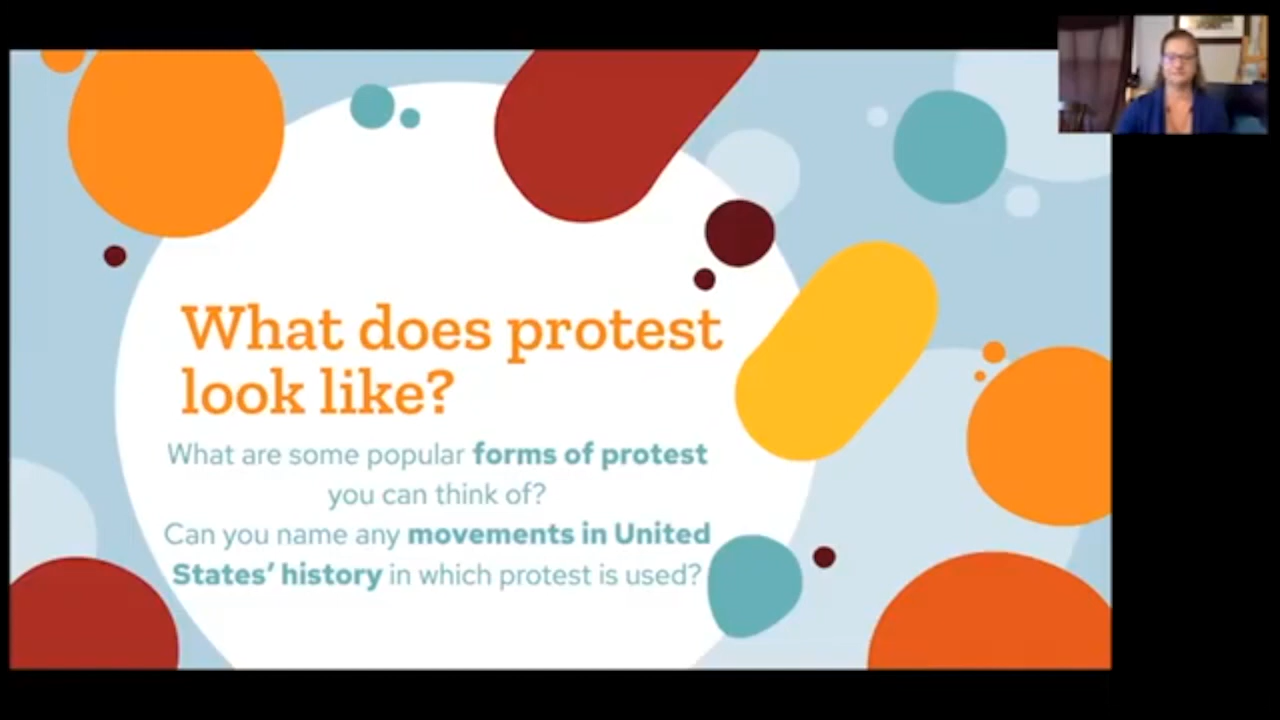 What does protest
look like?
What are some popular forms of protest
you can think of?
Can you name any movements in United
States’ history in which protest is used?